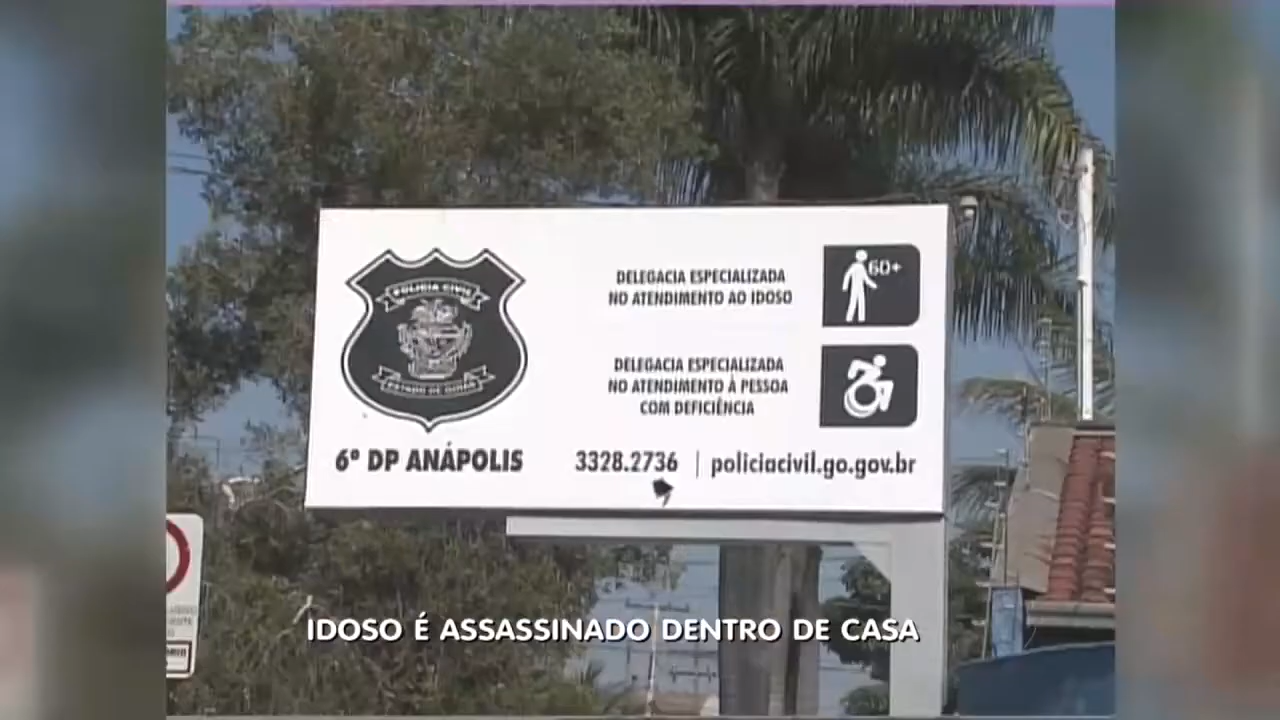 POLICIA CIVIL
ESTADO DE GOIÁS
6º DP ANÁPOLIS
DELEGACIA ESPECIALIZADA
NO ATENDIMENTO AO IDOSO
60+
DELEGACIA ESPECIALIZADA
NO ATENDIMENTO À PESSOA
COM DEFICIÊNCIA
3328.2736 | policiacivil.go.gov.br
IDOSO É ASSASSINADO DENTRO DE CASA